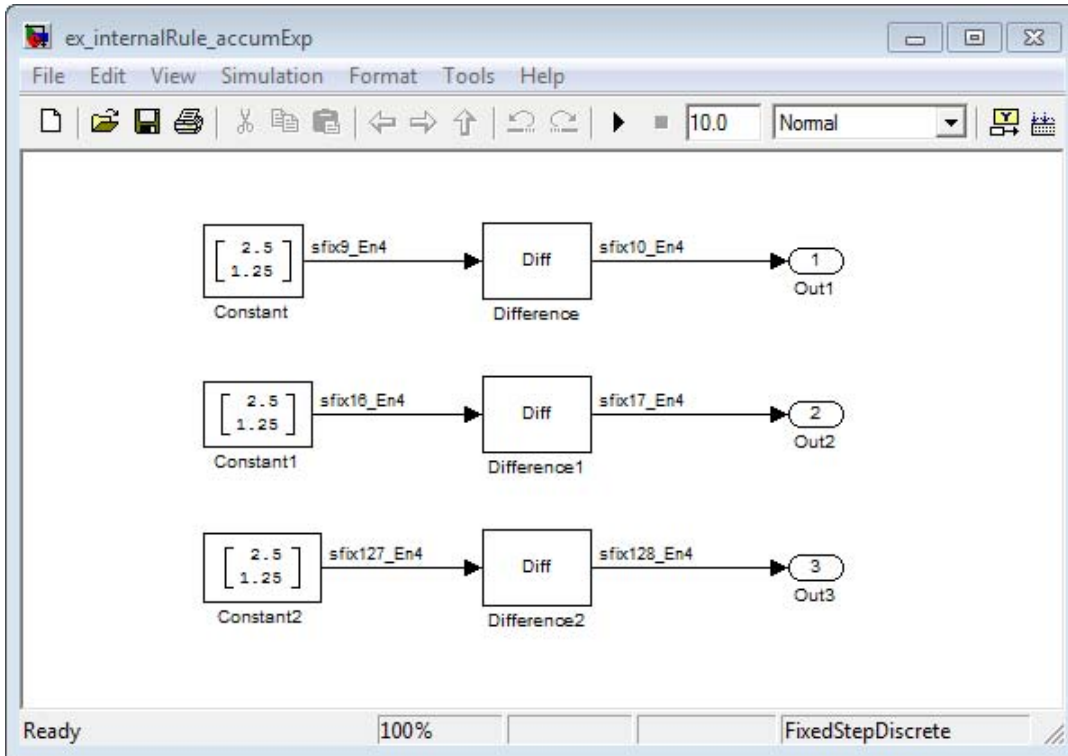 ex_internalRule_accumExp
File Edit View Simulation Format Tools Help
10.0 Normal
2.5
1.25
sfix9_En4
Diff
sfix10_En4
1
Constant
Difference
Out1
2.5
1.25
sfix16_En4
Diff
sfix17_En4
2
Constant1
Difference1
Out2
2.5
1.25
sfix127_En4
Diff
sfix128_En4
3
Constant2
Difference2
Out3
Ready 100% FixedStepDiscrete